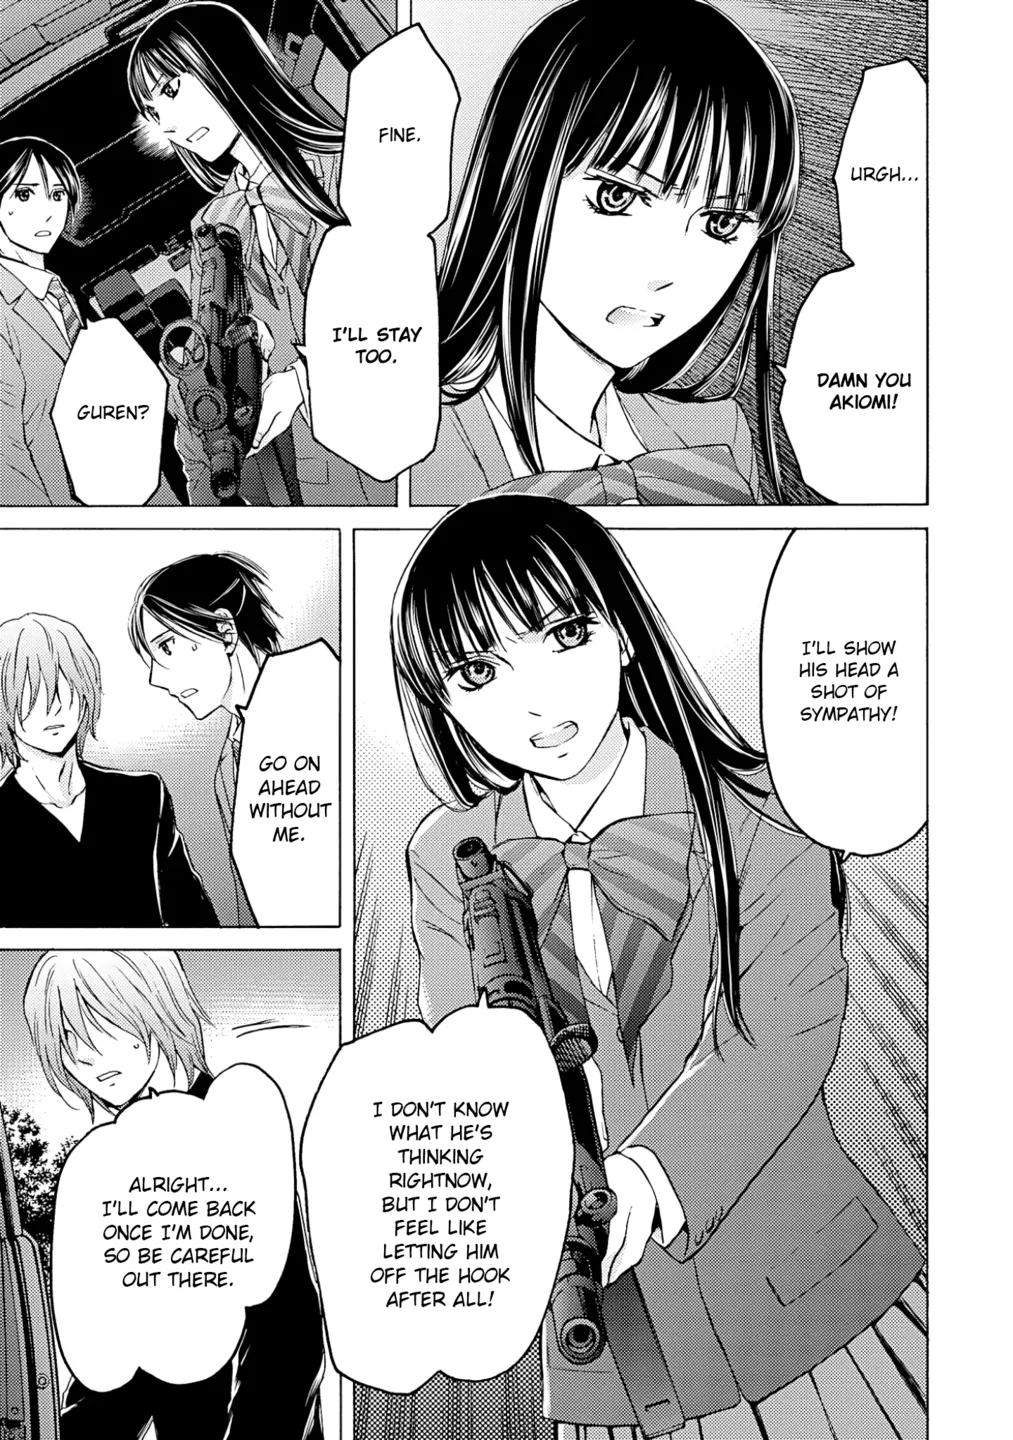 URGH...
DAMN YOU
AKIOMI!
FINE.
I'LL STAY
TOO.
GUREN?
I'LL SHOW
HIS HEAD A
SHOT OF
SYMPATHY!
I DON'T KNOW
WHAT HE'S
THINKING
RIGHTNOW,
BUT I DON'T
FEEL LIKE
LETTING HIM
OFF THE HOOK
AFTER ALL!
GO ON
AHEAD
WITHOUT
ME.
ALRIGHT...
I'LL COME BACK
ONCE I'M DONE,
SO BE CAREFUL
OUT THERE.